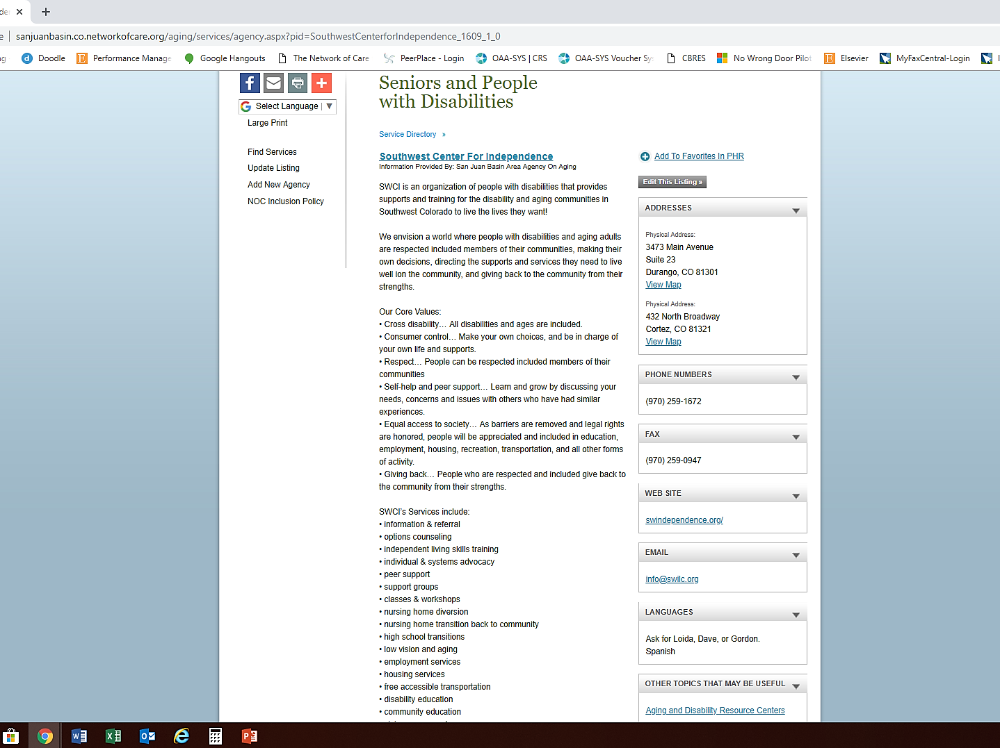 sanjuanbasin.co.networkofcare.org/aging/services/agency.aspx?pid=SouthwestCenterforIndependence_1609_1_0
Doodle
Performance Manage
Google Hangouts
The Network of Care
PeerPlace - Login
OAA-SYS | CRS
OAA-SYS Voucher Sy
CBRES
No Wrong Door Pilot
Elsevier
MyFaxCentral-Login
Select Language
Large Print
Find Services
Update Listing
Add New Agency
NOC Inclusion Policy
Seniors and People
with Disabilities
Service Directory »
Southwest Center For Independence
Information Provided By: San Juan Basin Area Agency On Aging
SWCI is an organization of people with disabilities that provides
supports and training for the disability and aging communities in
Southwest Colorado to live the lives they want!
We envision a world where people with disabilities and aging adults
are respected included members of their communities, making their
own decisions, directing the supports and services they need to live
well ion the community, and giving back to the community from their
strengths.
Our Core Values:
• Cross disability… All disabilities and ages are included.
• Consumer control… Make your own choices, and be in charge of
your own life and supports.
• Respect… People can be respected included members of their
communities
• Self-help and peer support… Learn and grow by discussing your
needs, concerns and issues with others who have had similar
experiences.
• Equal access to society… As barriers are removed and legal rights
are honored, people will be appreciated and included in education,
employment, housing, recreation, transportation, and all other forms
of activity.
• Giving back… People who are respected and included give back to
the community from their strengths.
SWCI's Services include:
• information & referral
• options counseling
• independent living skills training
• individual & systems advocacy
• peer support
• support groups
• classes & workshops
• nursing home diversion
• nursing home transition back to community
• high school transitions
• low vision and aging
• employment services
• housing services
• free accessible transportation
• disability education
• community education
Add To Favorites In PHR
Edit This Listing »
ADDRESSES
Physical Address:
3473 Main Avenue
Suite 23
Durango, CO 81301
View Map
Physical Address:
432 North Broadway
Cortez, CO 81321
View Map
PHONE NUMBERS
(970) 259-1672
FAX
(970) 259-0947
WEB SITE
swindependence.org/
EMAIL
info@swilc.org
LANGUAGES
Ask for Loida, Dave, or Gordon.
Spanish
OTHER TOPICS THAT MAY BE USEFUL
Aging and Disability Resource Centers